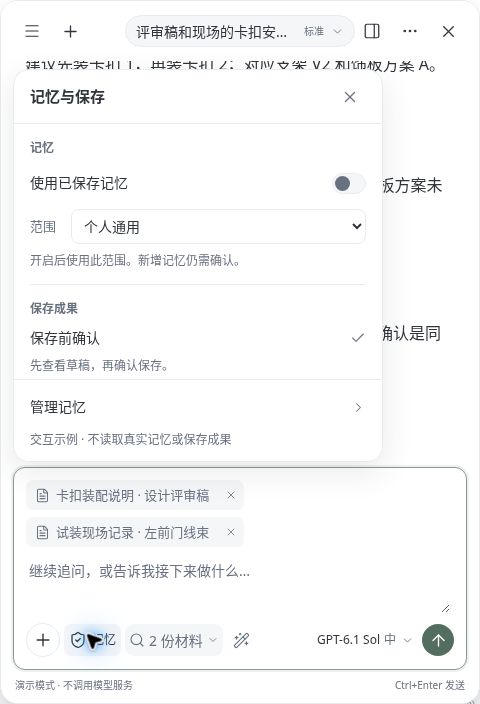 评审稿和现场的卡扣安... 标准
建议先装卡扣 1，再装卡扣 2；对应支架 V2 和饰板方案 A。
记忆与保存
记忆
使用已保存记忆
板方案未
范围 个人通用
开启后使用此范围。新增记忆仍需确认。
保存成果
保存前确认
确认是同
先查看草稿，再确认保存。
管理记忆
交互示例 · 不读取真实记忆或保存成果
卡扣装配说明 · 设计评审稿
试装现场记录 · 左前门线束
继续追问，或告诉我接下来做什么...
忆 2 份材料 GPT-6.1 Sol 中
演示模式 · 不调用模型服务 Ctrl+Enter 发送